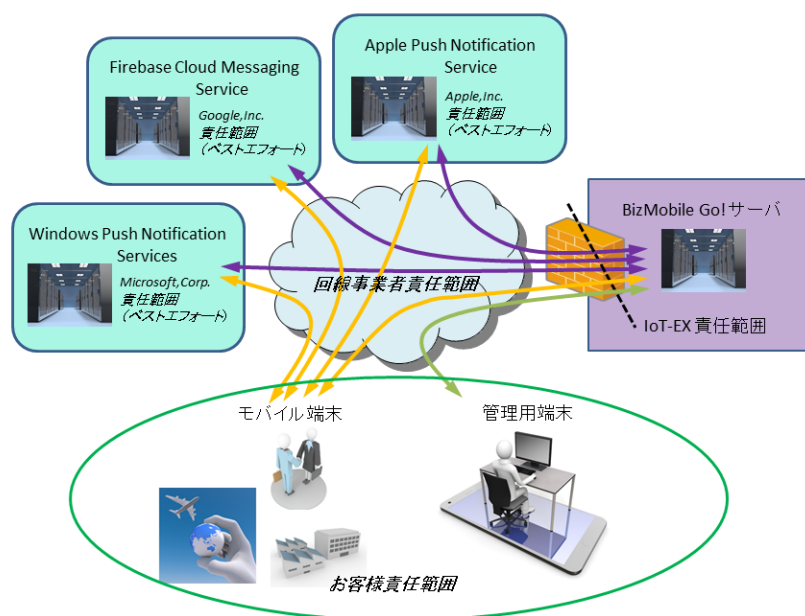 Apple Push Notification
Service
Apple,Inc.
責任範囲
（ベストエフォート）
Firebase Cloud Messaging
Service
Google,Inc.
責任範囲
（ベストエフォート）
Windows Push Notification
Services
Microsoft,Corp.
責任範囲
（ベストエフォート）
BizMobile Go!サーバ
IoT-EX 責任範囲
回線事業者責任範囲
モバイル端末
管理用端末
お客様責任範囲